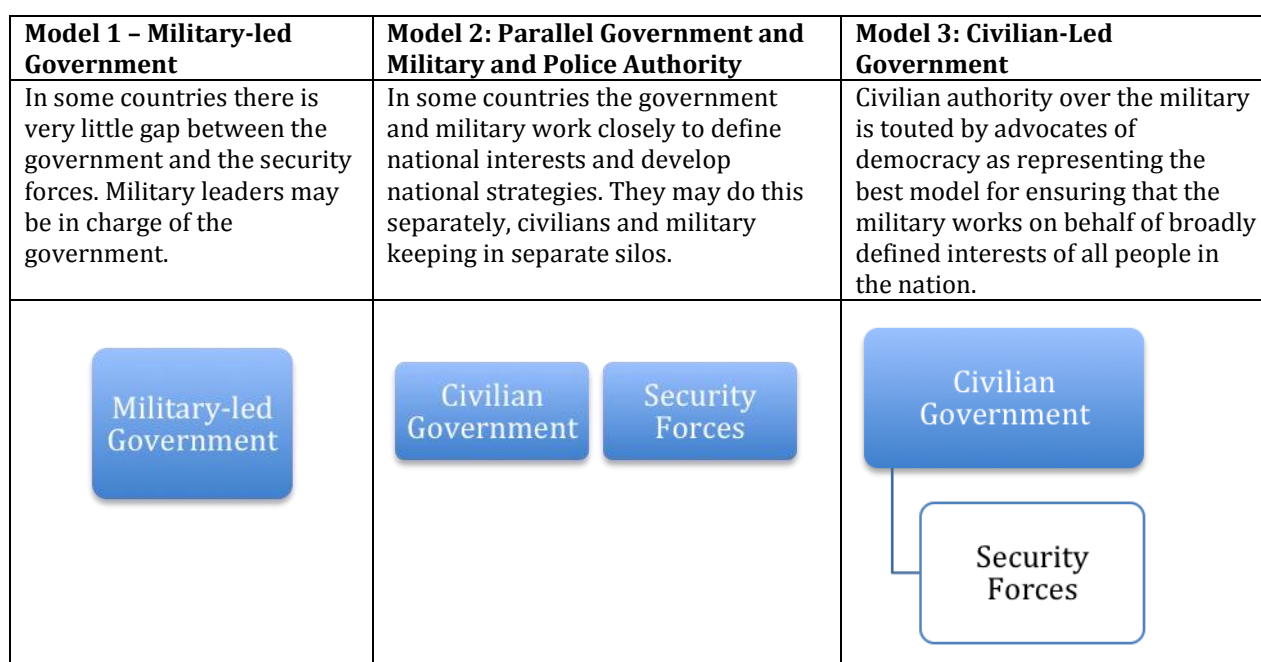 Model 1 – Military-led
Government
Model 2: Parallel Government and
Military and Police Authority
Model 3: Civilian-Led
Government
In some countries there is
very little gap between the
government and the security
forces. Military leaders may
be in charge of the
government.
In some countries the government
and military work closely to define
national interests and develop
national strategies. They may do this
separately, civilians and military
keeping in separate silos.
Civilian authority over the military
is touted by advocates of
democracy as representing the
best model for ensuring that the
military works on behalf of broadly
defined interests of all people in
the nation.
Military-led
Government
Civilian
Government
Security
Forces
Civilian
Government
Security
Forces